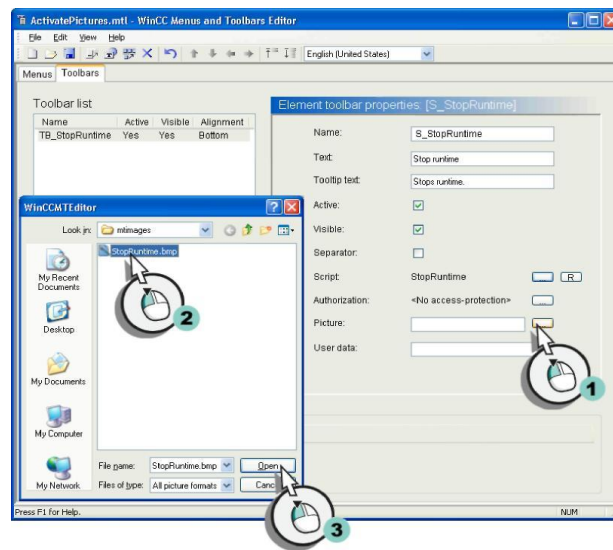 ActivatePictures.mtl - WinCC Menus and Toolbars Editor
File Edit View Help
English (United States)
Menus Toolbars
Toolbar list
Name Active Visible Alignment
TB_StopRuntime Yes Yes Bottom
Element toolbar properties: [S_StopRuntime]
Name: S_StopRuntime
Text: Stop runtime
Tooltip text: Stops runtime.
Active:
Visible:
Separator:
Script: StopRuntime ... R
Authorization: <No access-protection> ...
Picture:
User data:
1
WinCCMTEditor
Look in: mtimages
StopRuntime.bmp
My Recent Documents
Desktop
My Documents
My Computer
My Network
2
File name: StopRuntime.bmp Open
Files of type: All picture formats
3
Press F1 for Help. NUM